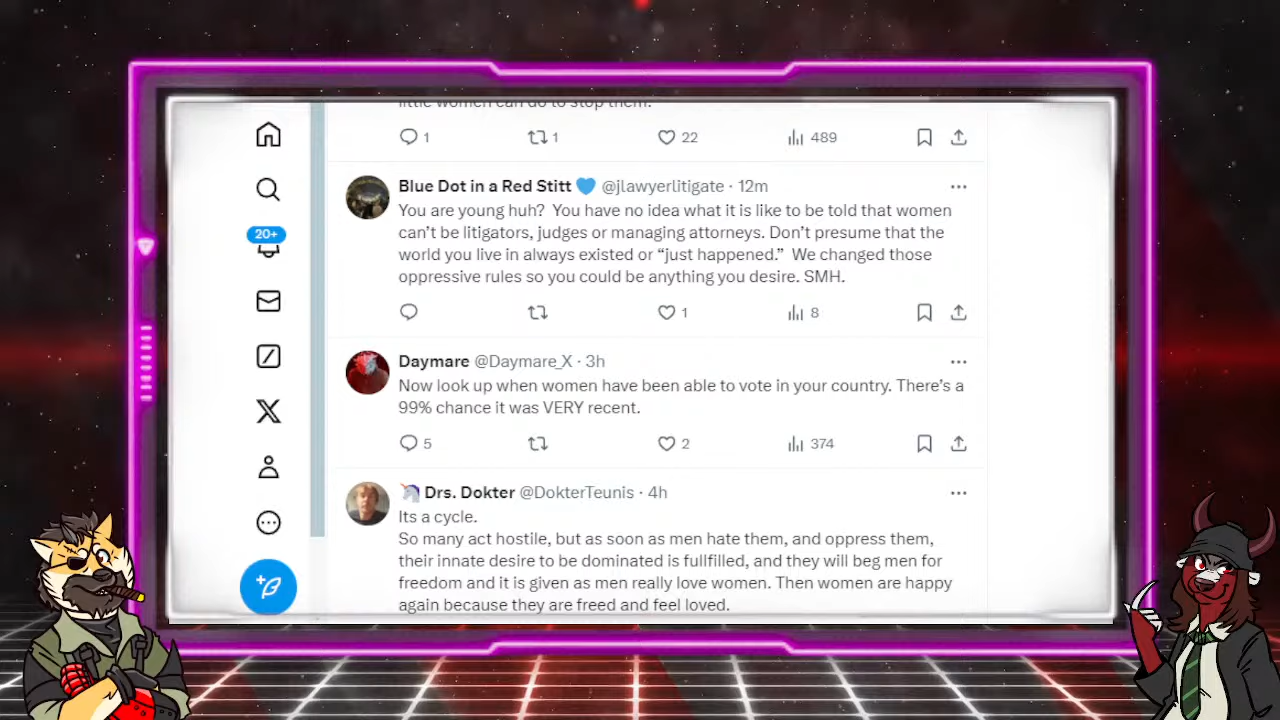 little women can do to stop them.
1 1 22 489
Blue Dot in a Red Stitt 💙 @jlawyerlitigate · 12m
You are young huh? You have no idea what it is like to be told that women
can’t be litigators, judges or managing attorneys. Don’t presume that the
world you live in always existed or “just happened.” We changed those
oppressive rules so you could be anything you desire. SMH.
1 8
20+
Daymare @Daymare_X · 3h
Now look up when women have been able to vote in your country. There’s a
99% chance it was VERY recent.
5 2 374
🦄 Drs. Dokter @DokterTeunis · 4h
Its a cycle.
So many act hostile, but as soon as men hate them, and oppress them,
their innate desire to be dominated is fullfilled, and they will beg men for
freedom and it is given as men really love women. Then women are happy
again because they are freed and feel loved.